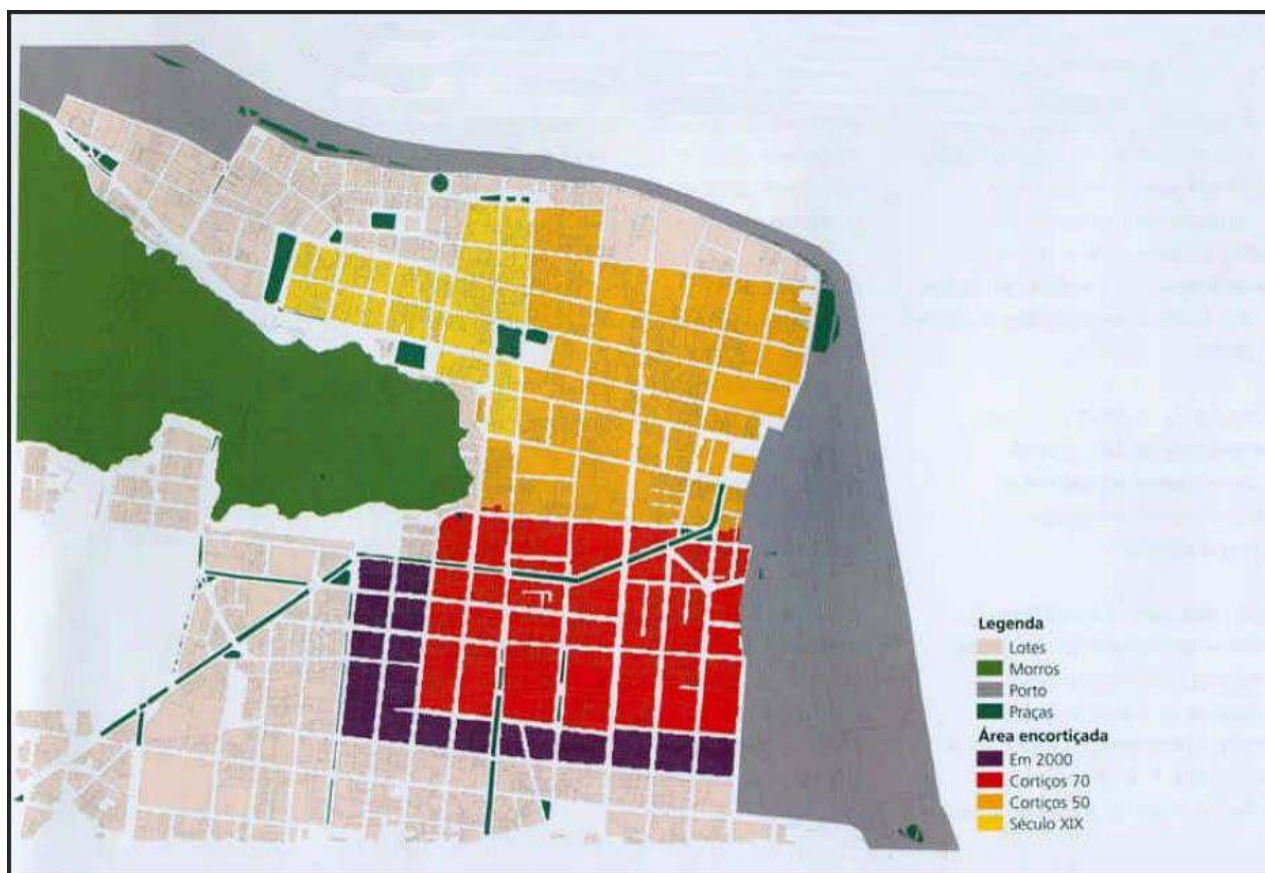 Legenda
Lotes
Morros
Porto
Praças
Área encortiçada
Em 2000
Cortiços 70
Cortiços 50
Século XIX